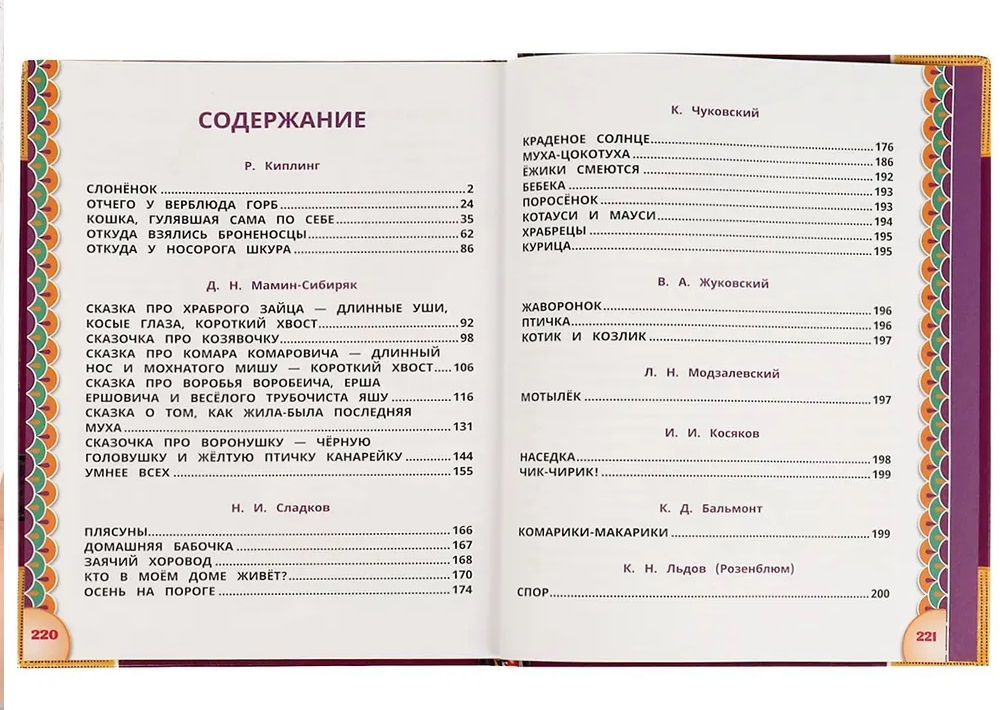 СОДЕРЖАНИЕ
Р. Киплинг
СЛОНЁНОК 2
ОТЧЕГО У ВЕРБЛЮДА ГОРБ 24
КОШКА, ГУЛЯВШАЯ САМА ПО СЕБЕ 35
ОТКУДА ВЗЯЛИСЬ БРОНЕНОСЦЫ 62
ОТКУДА У НОСОРОГА ШКУРА 86
Д. Н. Мамин-Сибиряк
СКАЗКА ПРО ХРАБРОГО ЗАЙЦА — ДЛИННЫЕ УШИ,
КОСЫЕ ГЛАЗА, КОРОТКИЙ ХВОСТ 92
СКАЗОЧКА ПРО КОЗЯВОЧКУ 98
СКАЗКА ПРО КОМАРА КОМАРОВИЧА — ДЛИННЫЙ
НОС И МОХНАТОГО МИШУ — КОРОТКИЙ ХВОСТ 106
СКАЗКА ПРО ВОРОБЬЯ ВОРОБЕИЧА, ЕРША
ЕРШОВИЧА И ВЕСЁЛОГО ТРУБОЧИСТА ЯШУ 116
СКАЗКА О ТОМ, КАК ЖИЛА-БЫЛА ПОСЛЕДНЯЯ
МУХА 131
СКАЗОЧКА ПРО ВОРОНУШКУ — ЧЁРНУЮ
ГОЛОВУШКУ И ЖЁЛТУЮ ПТИЧКУ КАНАРЕЙКУ 144
УМНЕЕ ВСЕХ 155
Н. И. Сладков
ПЛЯСУНЫ 166
ДОМАШНЯЯ БАБОЧКА 167
ЗАЯЧИЙ ХОРОВОД 168
КТО В МОЁМ ДОМЕ ЖИВЁТ? 170
ОСЕНЬ НА ПОРОГЕ 174
220
К. Чуковский
КРАДЕНОЕ СОЛНЦЕ 176
МУХА-ЦОКОТУХА 186
ЁЖИКИ СМЕЮТСЯ 192
БЕБЕКА 193
ПОРОСЁНОК 193
КОТАУСИ И МАУСИ 194
ХРАБРЕЦЫ 195
КУРИЦА 195
В. А. Жуковский
ЖАВОРОНОК 196
ПТИЧКА 196
КОТИК И КОЗЛИК 197
Л. Н. Модзалевский
МОТЫЛЁК 197
И. И. Косяков
НАСЕДКА 198
ЧИК-ЧИРИК! 199
К. Д. Бальмонт
КОМАРИКИ-МАКАРИКИ 199
К. Н. Льдов (Розенблюм)
СПОР 200
221